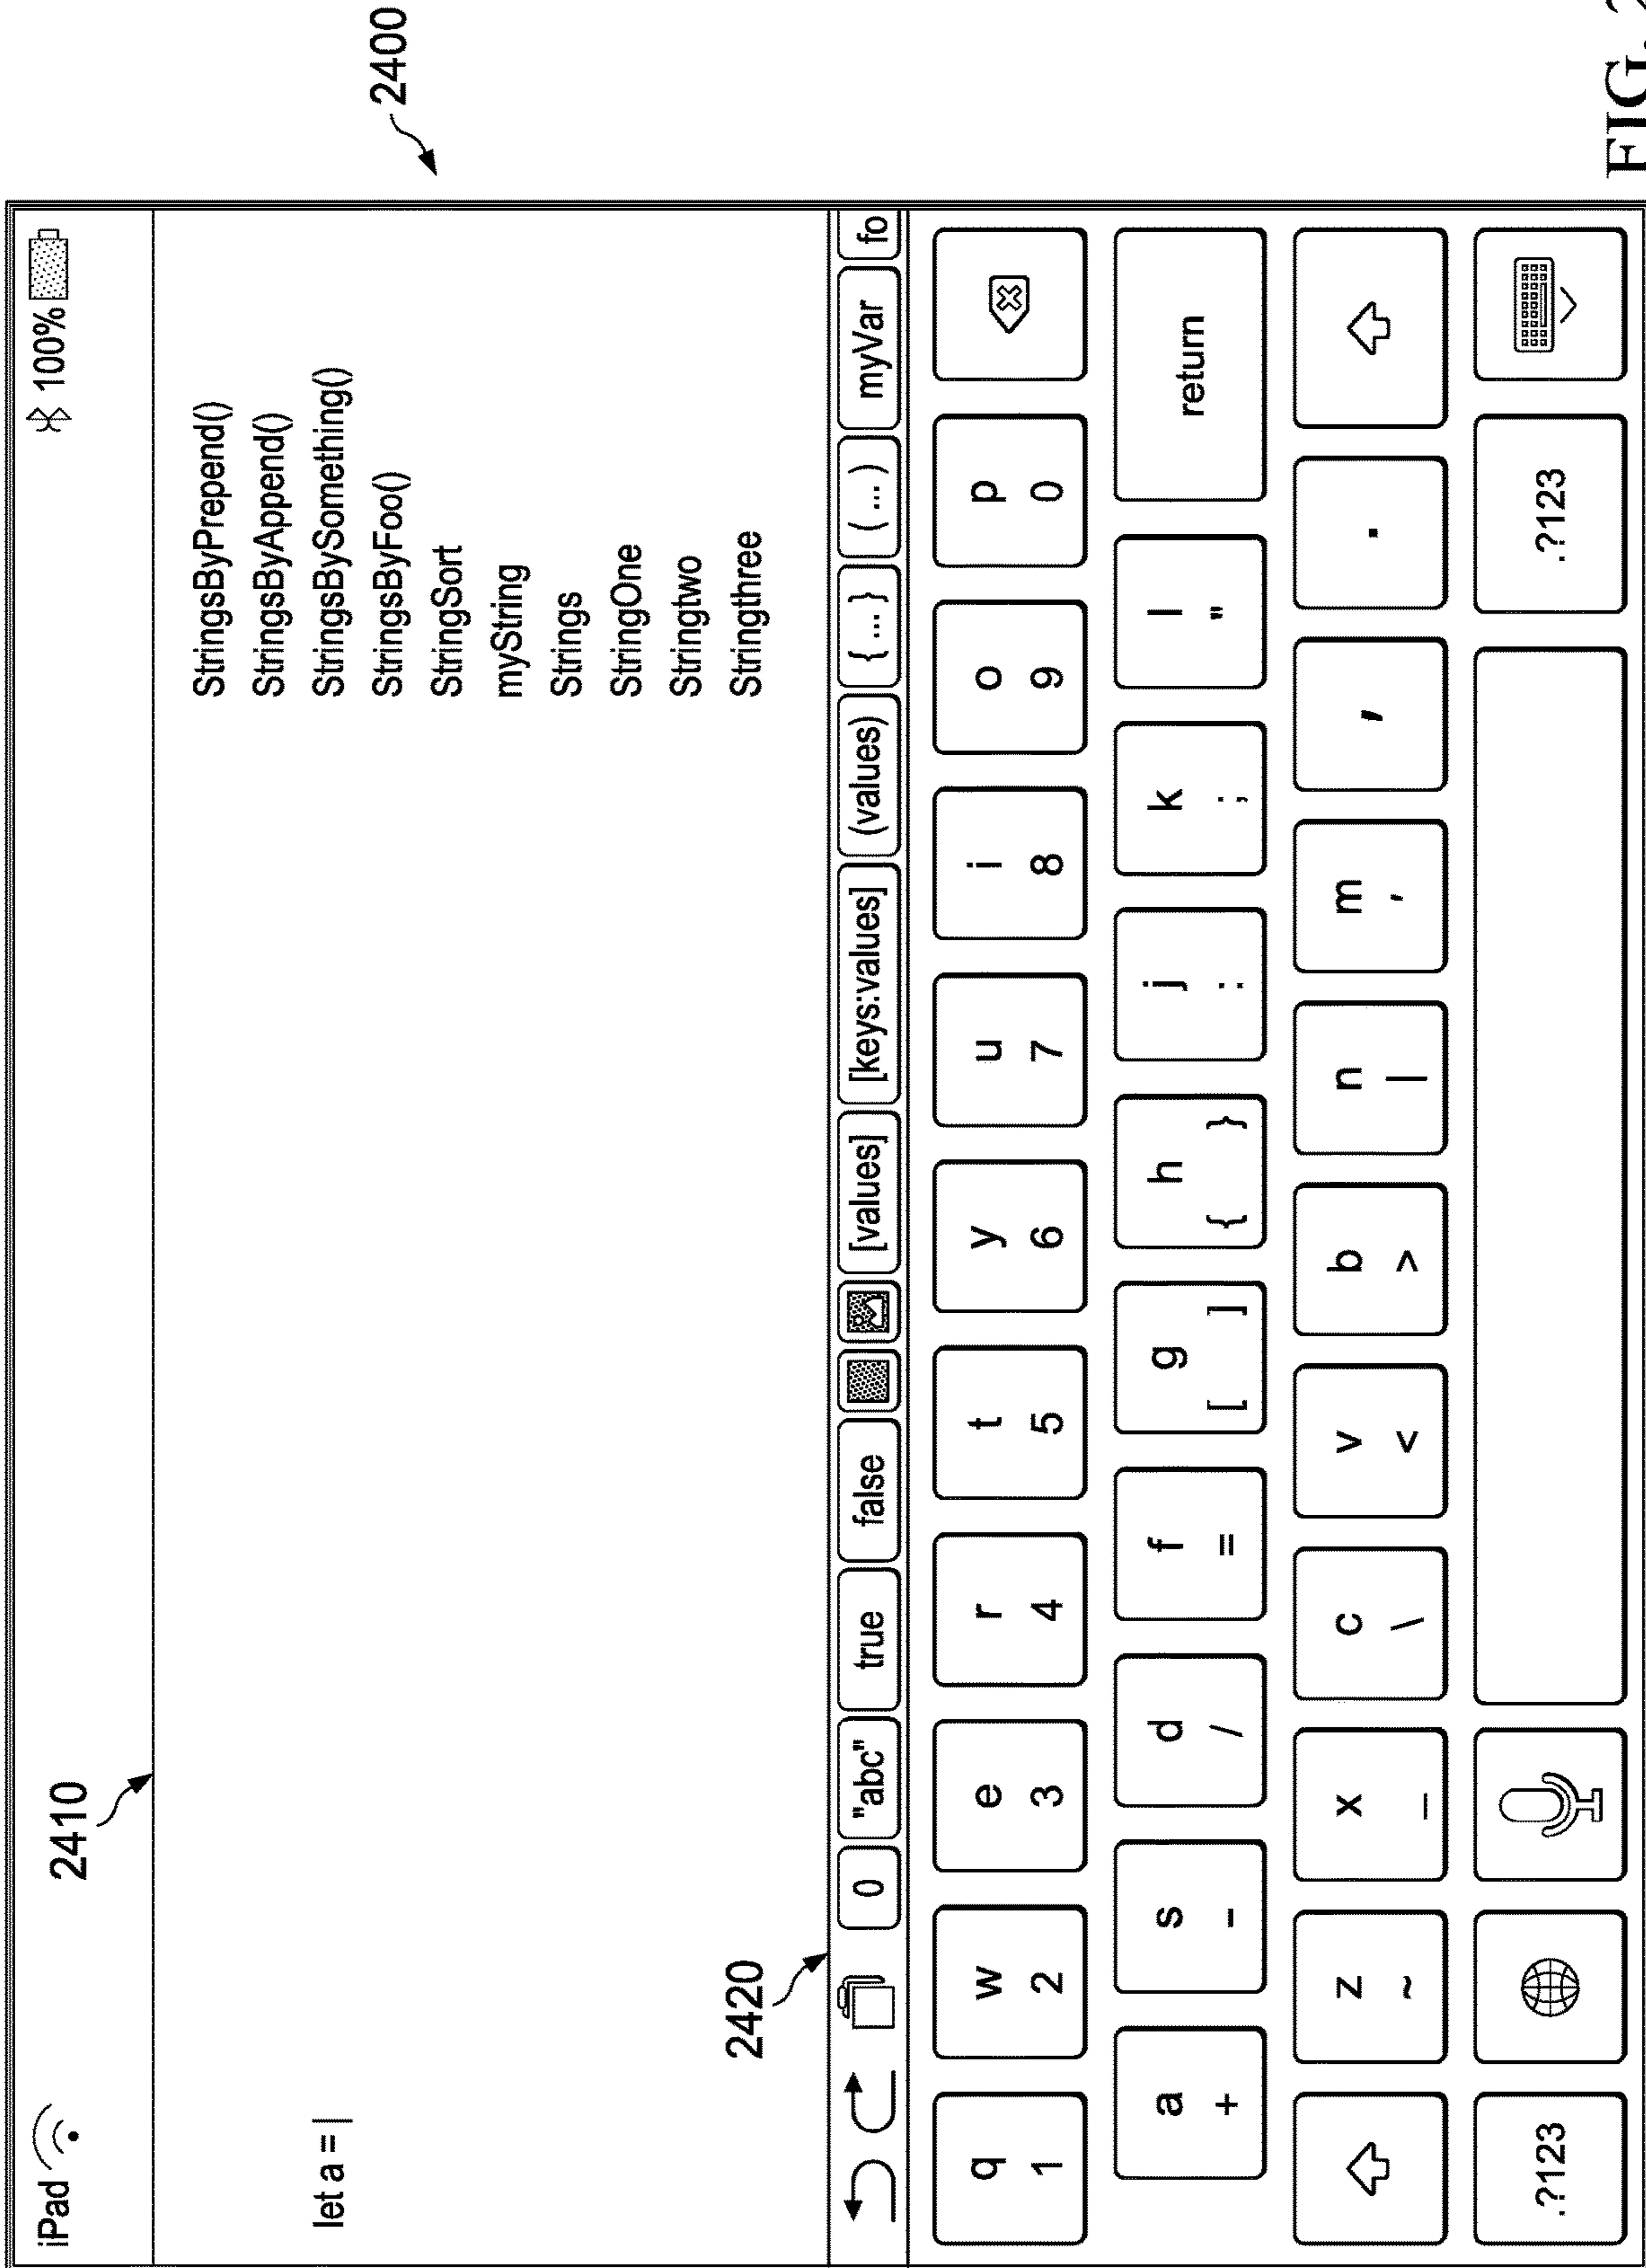 2400
iPad 100%
2410
StringsByPrepend()
StringsByAppend()
let a = | StringsBySomething()
StringsByFoo()
StringSort
myString
Strings
StringOne
Stringtwo
Stringthree
2420
0 "abc" true false [values] [keys:values] (values) { ... } ( ... ) myVar fo
q w e r t y u i o p
1 2 3 4 5 6 7 8 9 0
a s d f g h j k l return
+ - / = [ ] { } : ; "
z x c v b n m , .
~ _ \ < > | '
.?123 .?123
FIG.